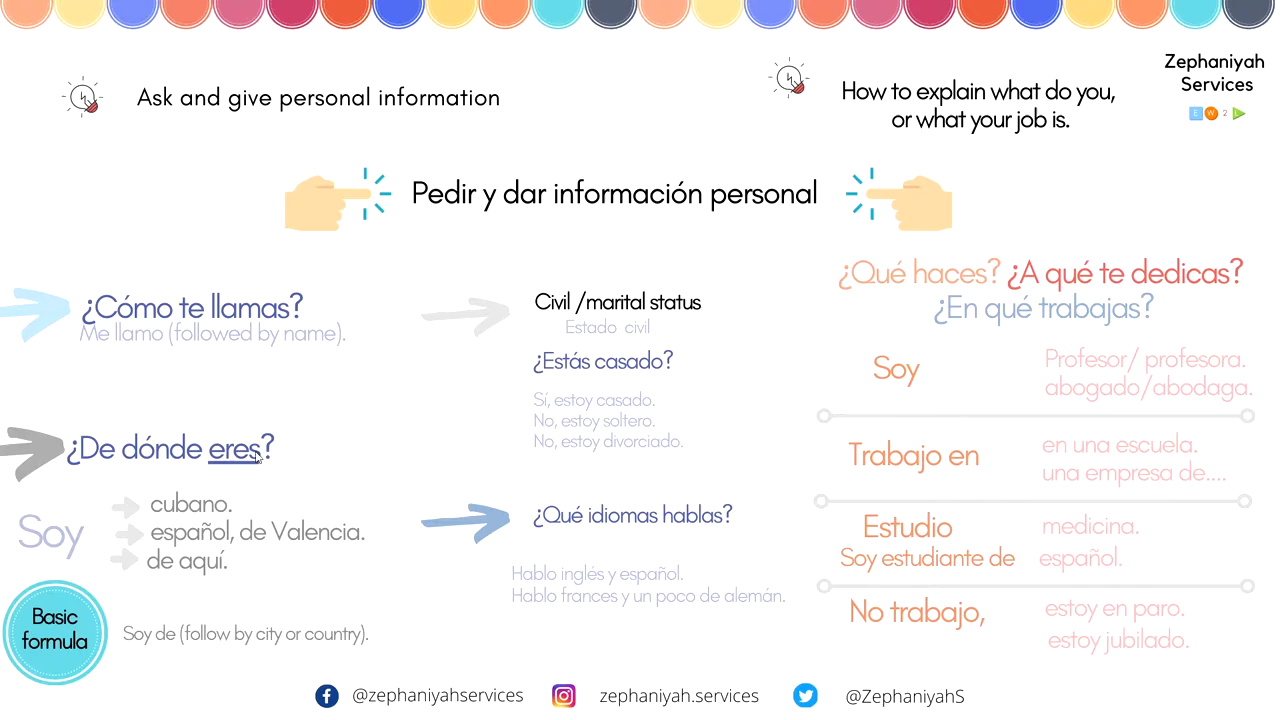 Ask and give personal information
How to explain what do you,
or what your job is.
Zephaniyah
Services
E W 2 L
Pedir y dar información personal
¿Cómo te llamas?
Me llamo (followed by name).
¿De dónde eres?
Soy
cubano.
español, de Valencia.
de aquí.
Basic
formula
Soy de (follow by city or country).
Civil /marital status
Estado civil
¿Estás casado?
Sí, estoy casado.
No, estoy soltero.
No, estoy divorciado.
¿Qué idiomas hablas?
Hablo inglés y español.
Hablo frances y un poco de alemán.
¿Qué haces? ¿A qué te dedicas?
¿En qué trabajas?
Soy
Profesor/ profesora.
abogado/abodaga.
Trabajo en
en una escuela.
una empresa de....
Estudio
medicina.
Soy estudiante de
español.
No trabajo,
estoy en paro.
estoy jubilado.
@zephaniyahservices
zephaniyah.services
@ZephaniyahS